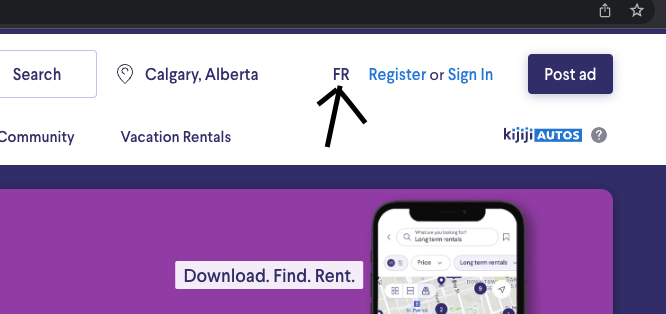 Search
Calgary, Alberta
FR
Register or Sign In
Post ad
Community
Vacation Rentals
kijiji AUTOS ?
Download. Find. Rent.
What are you looking for?
Long term rentals
Price
Long term rentals
9